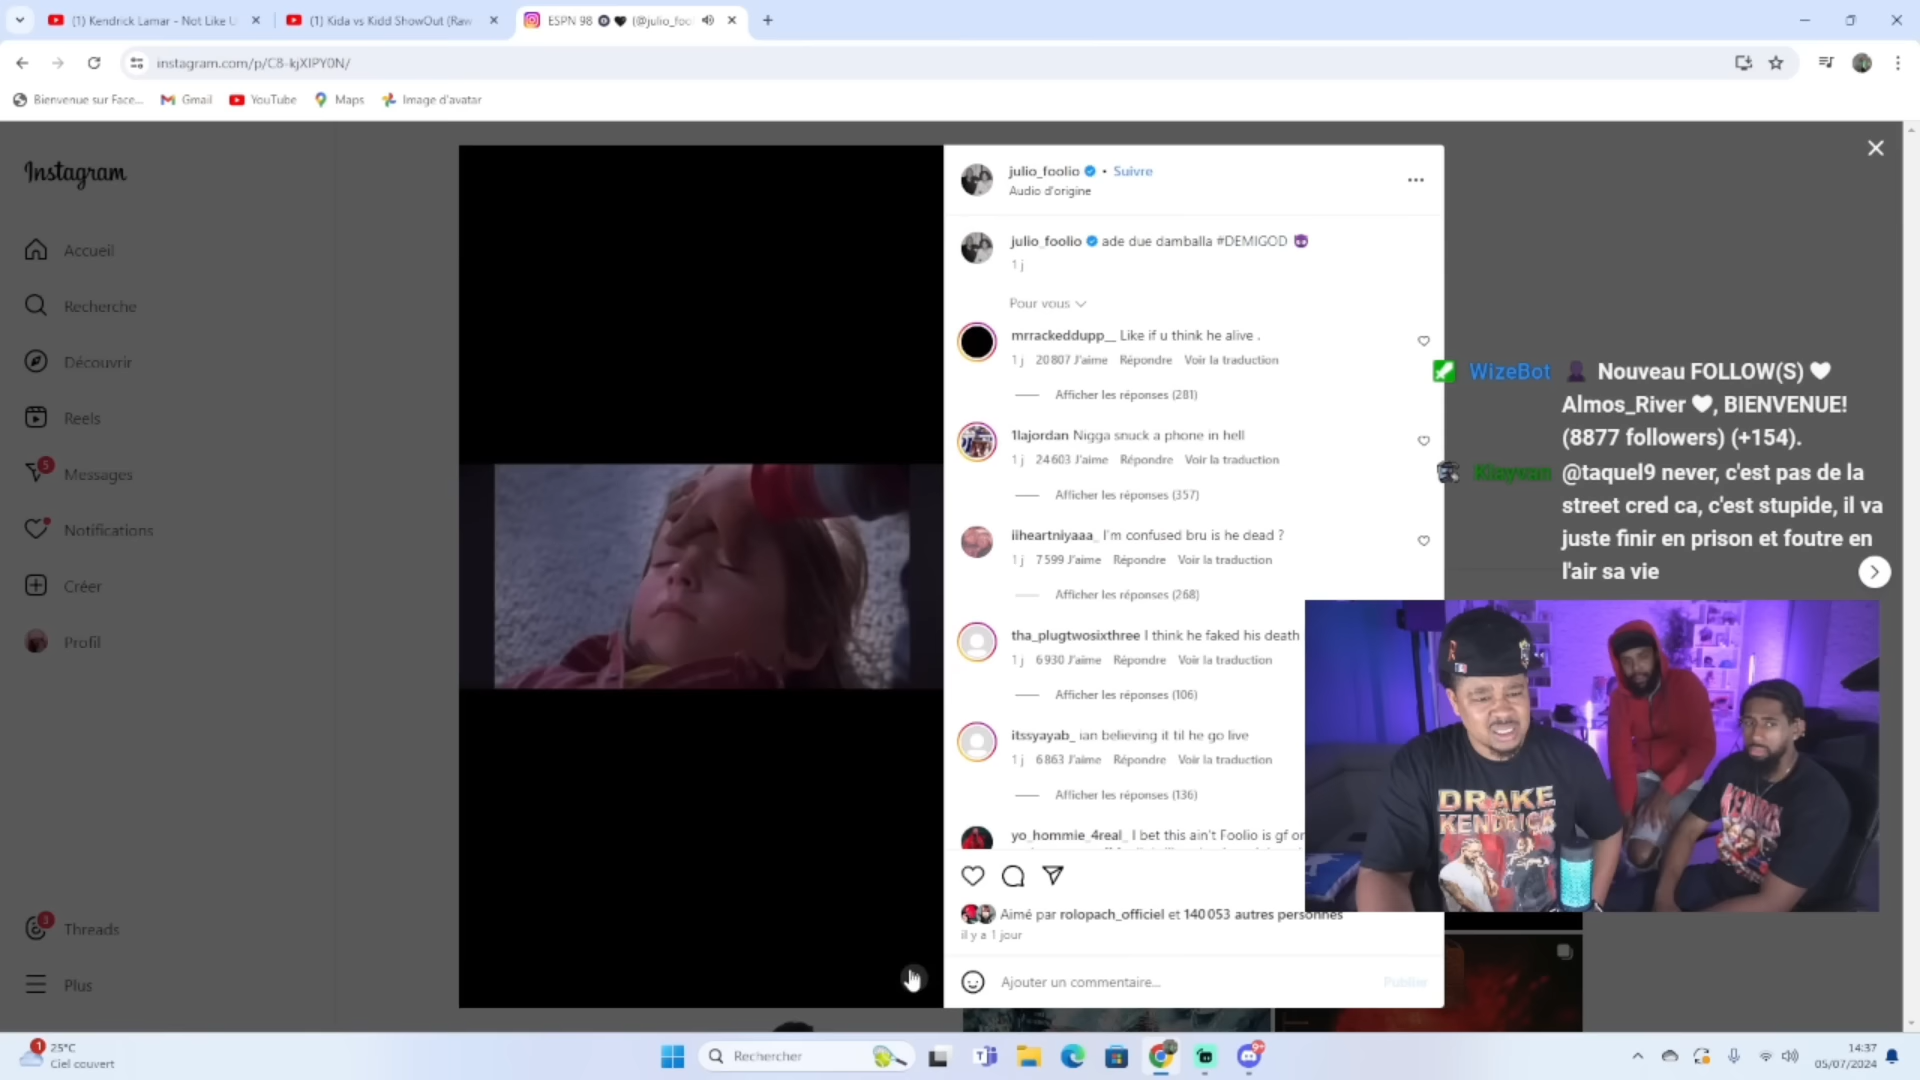 (1) Kendrick Lamar - Not Like U
(1) Kida vs Kidd ShowOut (Raw
ESPN 98 (@julio_foo
instagram.com/p/C8-kjXIPY0N/
Bienvenue sur Face...
Gmail
YouTube
Maps
Image d'avatar
Instagram
Accueil
Recherche
Découvrir
Reels
5
Messages
Notifications
Créer
Profil
3
Threads
Plus
julio_foolio • Suivre
Audio d'origine
julio_foolio ade due damballa #DEMIGOD 😈
1 j
Pour vous
mrrackeddupp__ Like if u think he alive .
1 j 20 807 J'aime Répondre Voir la traduction
Afficher les réponses (281)
1lajordan Nigga snuck a phone in hell
1 j 24 603 J'aime Répondre Voir la traduction
Afficher les réponses (357)
iiheartniyaaa_ I'm confused bru is he dead ?
1 j 7 599 J'aime Répondre Voir la traduction
Afficher les réponses (268)
tha_plugtwosixthree I think he faked his death
1 j 6 930 J'aime Répondre Voir la traduction
Afficher les réponses (106)
itssyayab_ ian believing it til he go live
1 j 6 863 J'aime Répondre Voir la traduction
Afficher les réponses (136)
yo_hommie_4real_ I bet this ain't Foolio is gf or
Aimé par rolopach_officiel et 140 053 autres personnes
il y a 1 jour
Ajouter un commentaire...
Publier
WizeBot Nouveau FOLLOW(S) ♥
Almos_River ♥, BIENVENUE!
(8877 followers) (+154).
@taquel9 never, c'est pas de la
street cred ca, c'est stupide, il va
juste finir en prison et foutre en
l'air sa vie
DRAKE
KENDRICK
1
25°C
Ciel couvert
Rechercher
9+
14:37
05/07/2024